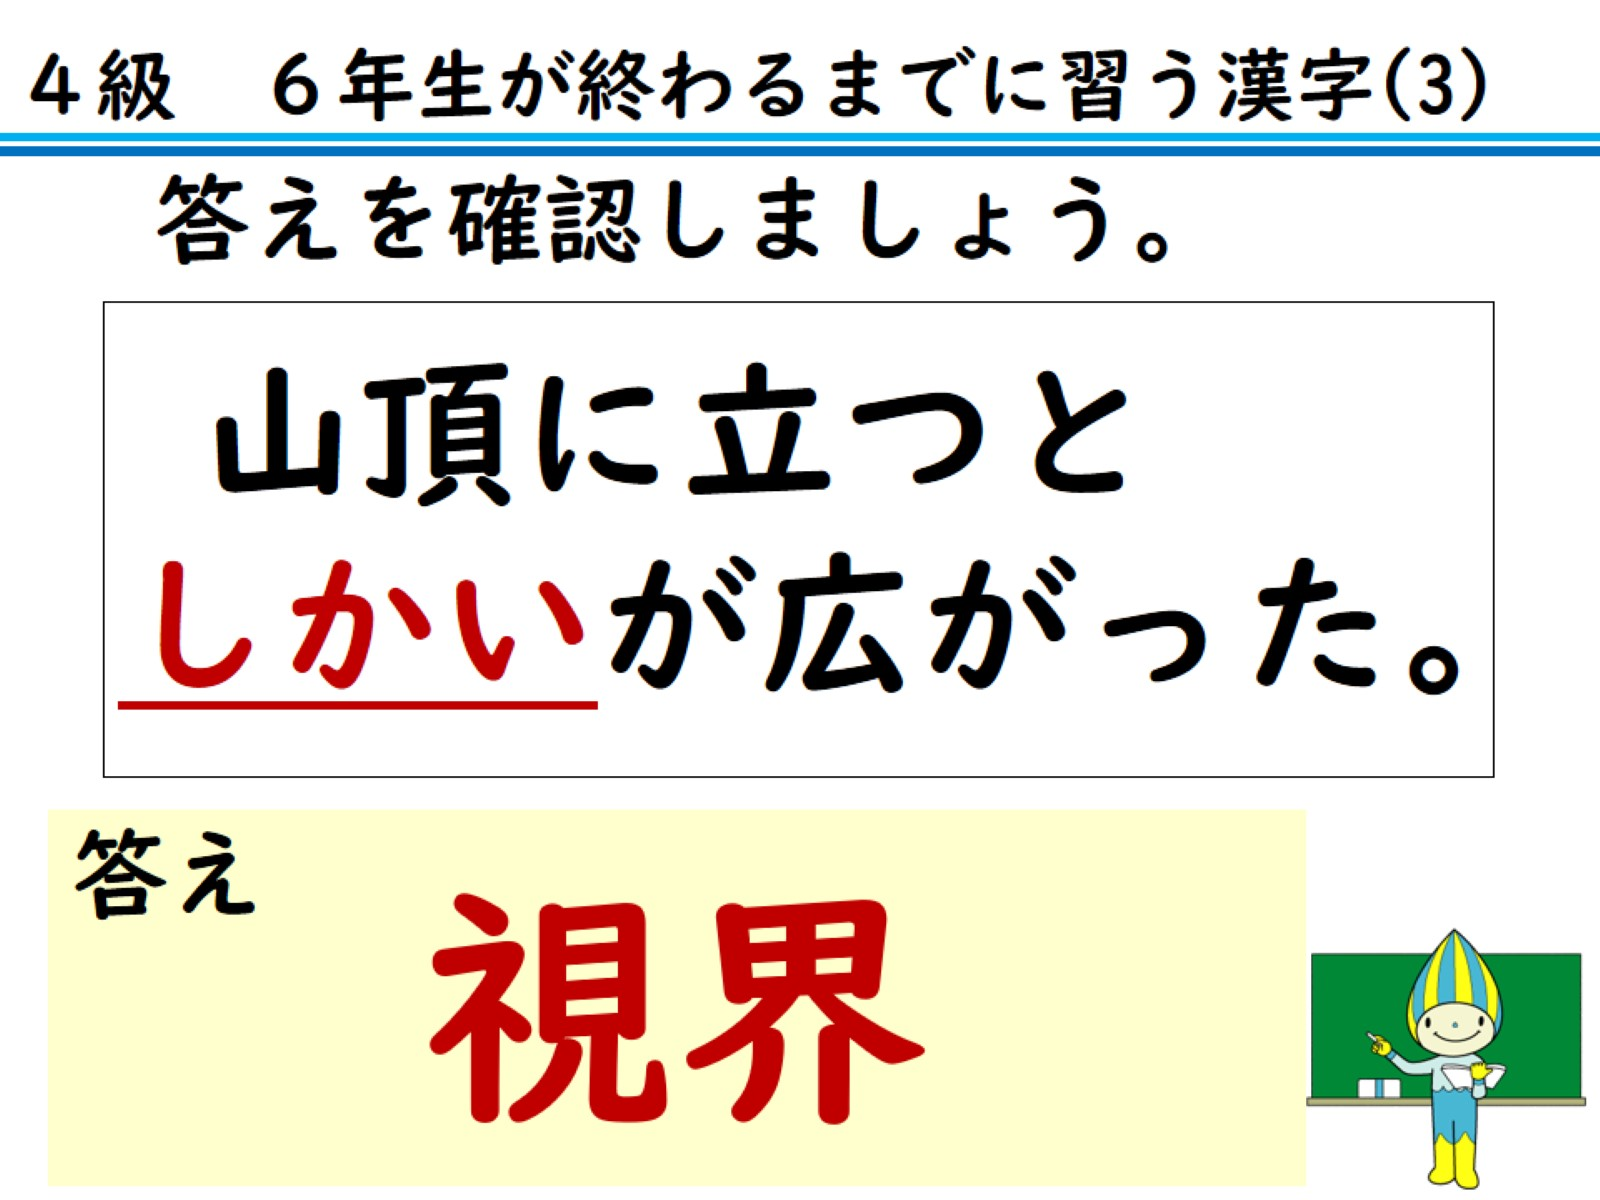 ４級　６年生が終わるまでに習う漢字(3)
答えを確認しましょう。
山頂に立つと
しかいが広がった。
答え
視界